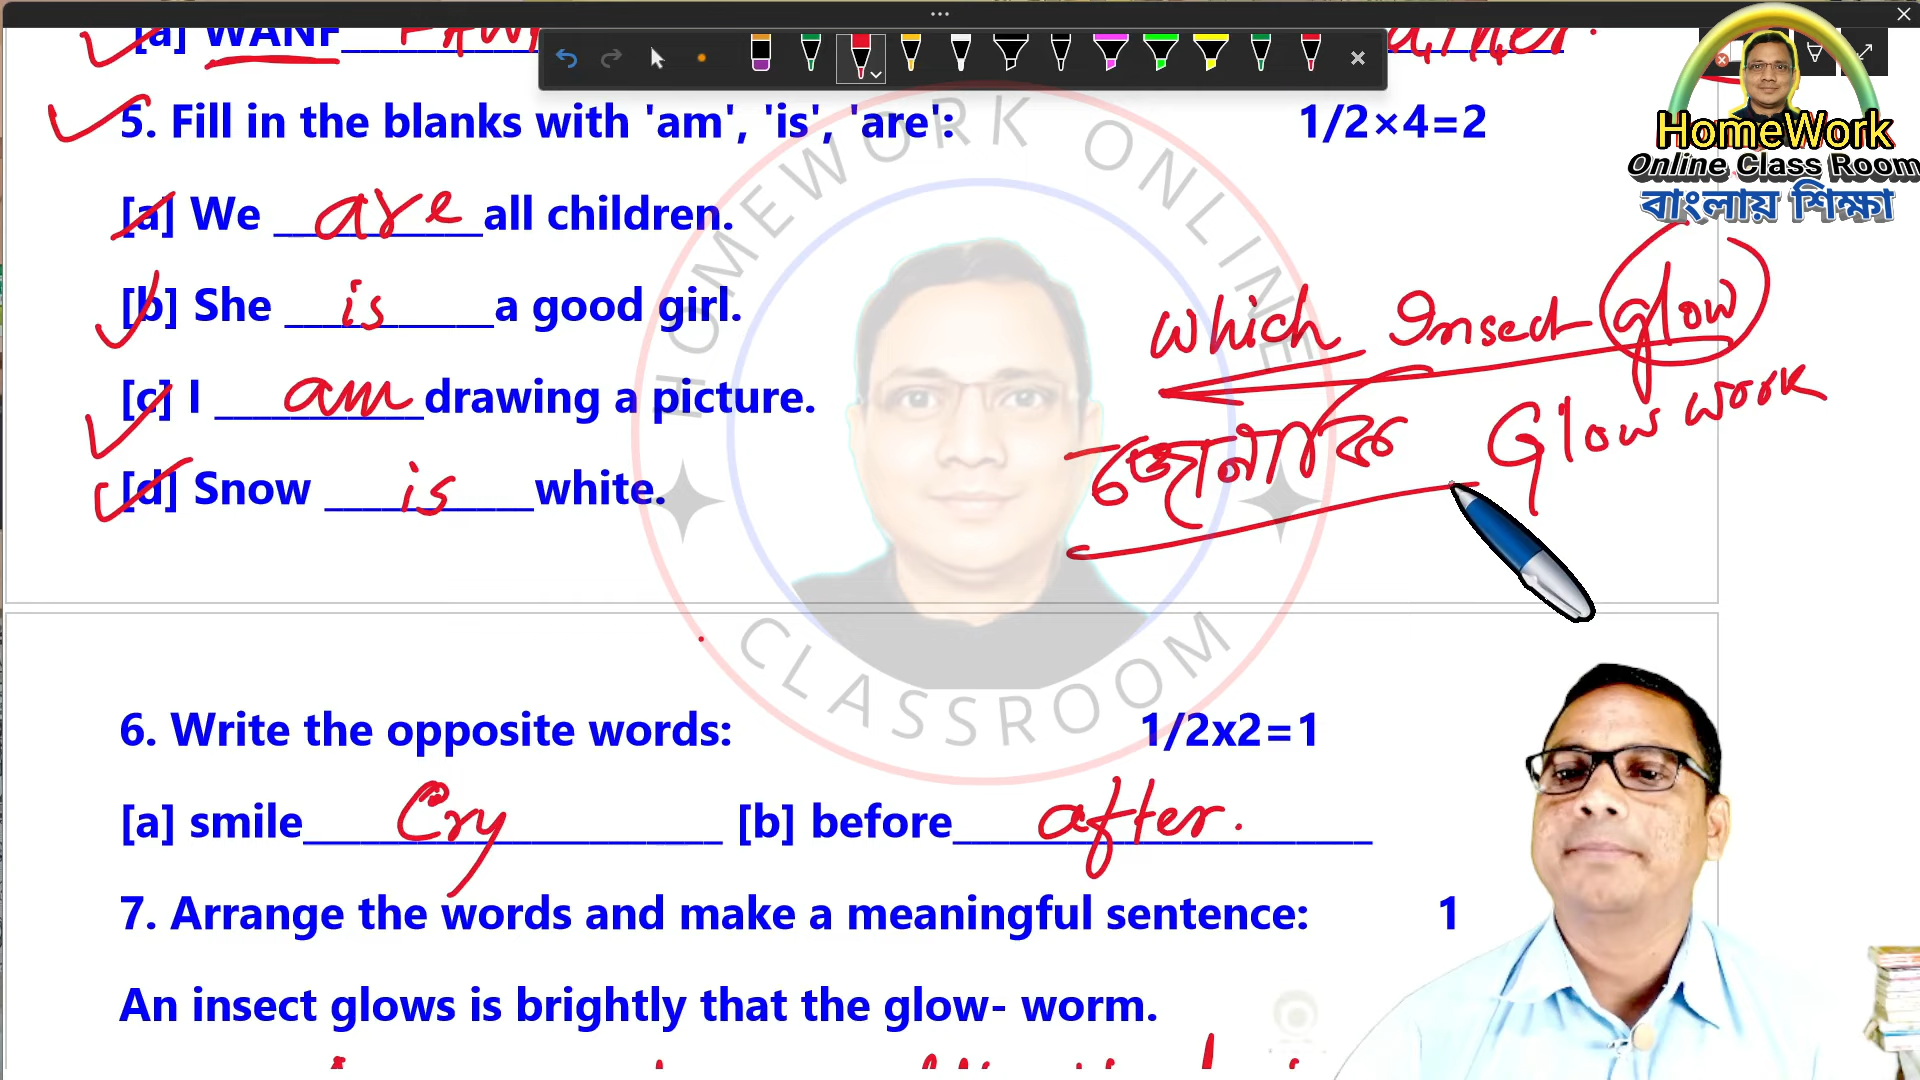 [a] WANF
5. Fill in the blanks with 'am', 'is', 'are': 1/2×4=2
[a] We are all children.
[b] She is a good girl.
[c] I am drawing a picture.
[d] Snow is white.
Which Insect glow
জোনাকি Glow work
6. Write the opposite words: 1/2x2=1
[a] smile Cry [b] before after.
7. Arrange the words and make a meaningful sentence: 1
An insect glows is brightly that the glow- worm.
HomeWork
Online Class Room
বাংলায় শিক্ষা
HOMEWORK ONLINE
CLASSROOM